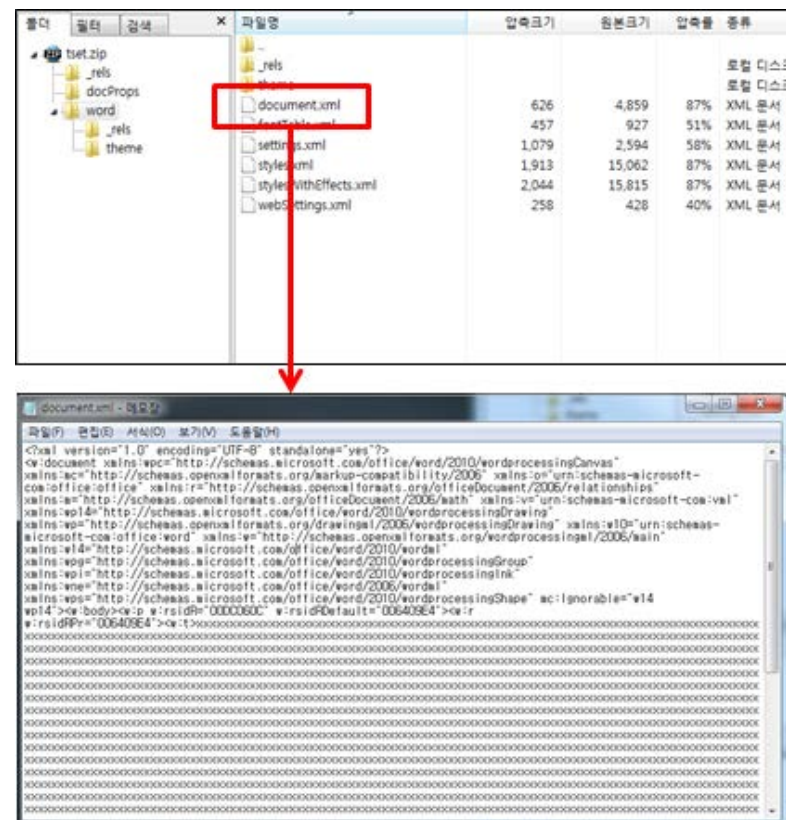 폴더 필터 검색 ×
tset.zip
_rels
docProps
word
_rels
theme
파일명 압축크기 원본크기 압축률 종류
..
_rels 로컬 디스크
theme 로컬 디스크
document.xml 626 4,859 87% XML 문서
fontTable.xml 457 927 51% XML 문서
settings.xml 1,079 2,594 58% XML 문서
styles.xml 1,913 15,062 87% XML 문서
stylesWithEffects.xml 2,044 15,815 87% XML 문서
webSettings.xml 258 428 40% XML 문서
document.xml - 메모장
파일(F) 편집(E) 서식(O) 보기(V) 도움말(H)
<?xml version="1.0" encoding="UTF-8" standalone="yes"?>
<w:document xmlns:wpc="http://schemas.microsoft.com/office/word/2010/wordprocessingCanvas"
xmlns:mc="http://schemas.openxmlformats.org/markup-compatibility/2006" xmlns:o="urn:schemas-microsoft-
com:office:office" xmlns:r="http://schemas.openxmlformats.org/officeDocument/2006/relationships"
xmlns:m="http://schemas.openxmlformats.org/officeDocument/2006/math" xmlns:v="urn:schemas-microsoft-com:vml"
xmlns:wp14="http://schemas.microsoft.com/office/word/2010/wordprocessingDrawing"
xmlns:wp="http://schemas.openxmlformats.org/drawingml/2006/wordprocessingDrawing" xmlns:w10="urn:schemas-
microsoft-com:office:word" xmlns:w="http://schemas.openxmlformats.org/wordprocessingml/2006/main"
xmlns:w14="http://schemas.microsoft.com/office/word/2010/wordml"
xmlns:wpg="http://schemas.microsoft.com/office/word/2010/wordprocessingGroup"
xmlns:wpi="http://schemas.microsoft.com/office/word/2010/wordprocessingInk"
xmlns:wne="http://schemas.microsoft.com/office/word/2006/wordml"
xmlns:wps="http://schemas.microsoft.com/office/word/2010/wordprocessingShape" mc:Ignorable="w14
wp14"><w:body><w:p w:rsidR="00DC060C" w:rsidRDefault="006409E4"><w:r
w:rsidRPr="006409E4"><w:t>